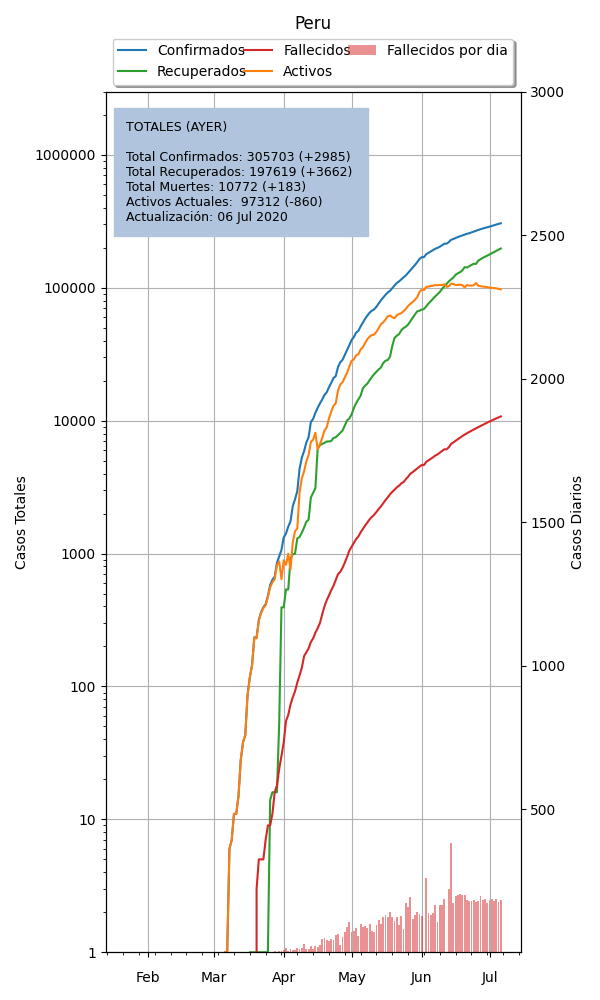 Peru
Confirmados Fallecidos Fallecidos por dia
Recuperados Activos
TOTALES (AYER)
Total Confirmados: 305703 (+2985)
Total Recuperados: 197619 (+3662)
Total Muertes: 10772 (+183)
Activos Actuales:  97312 (-860)
Actualización: 06 Jul 2020
1000000
100000
10000
1000
100
10
1
Casos Totales
3000
2500
2000
1500
1000
500
Casos Diarios
Feb Mar Apr May Jun Jul